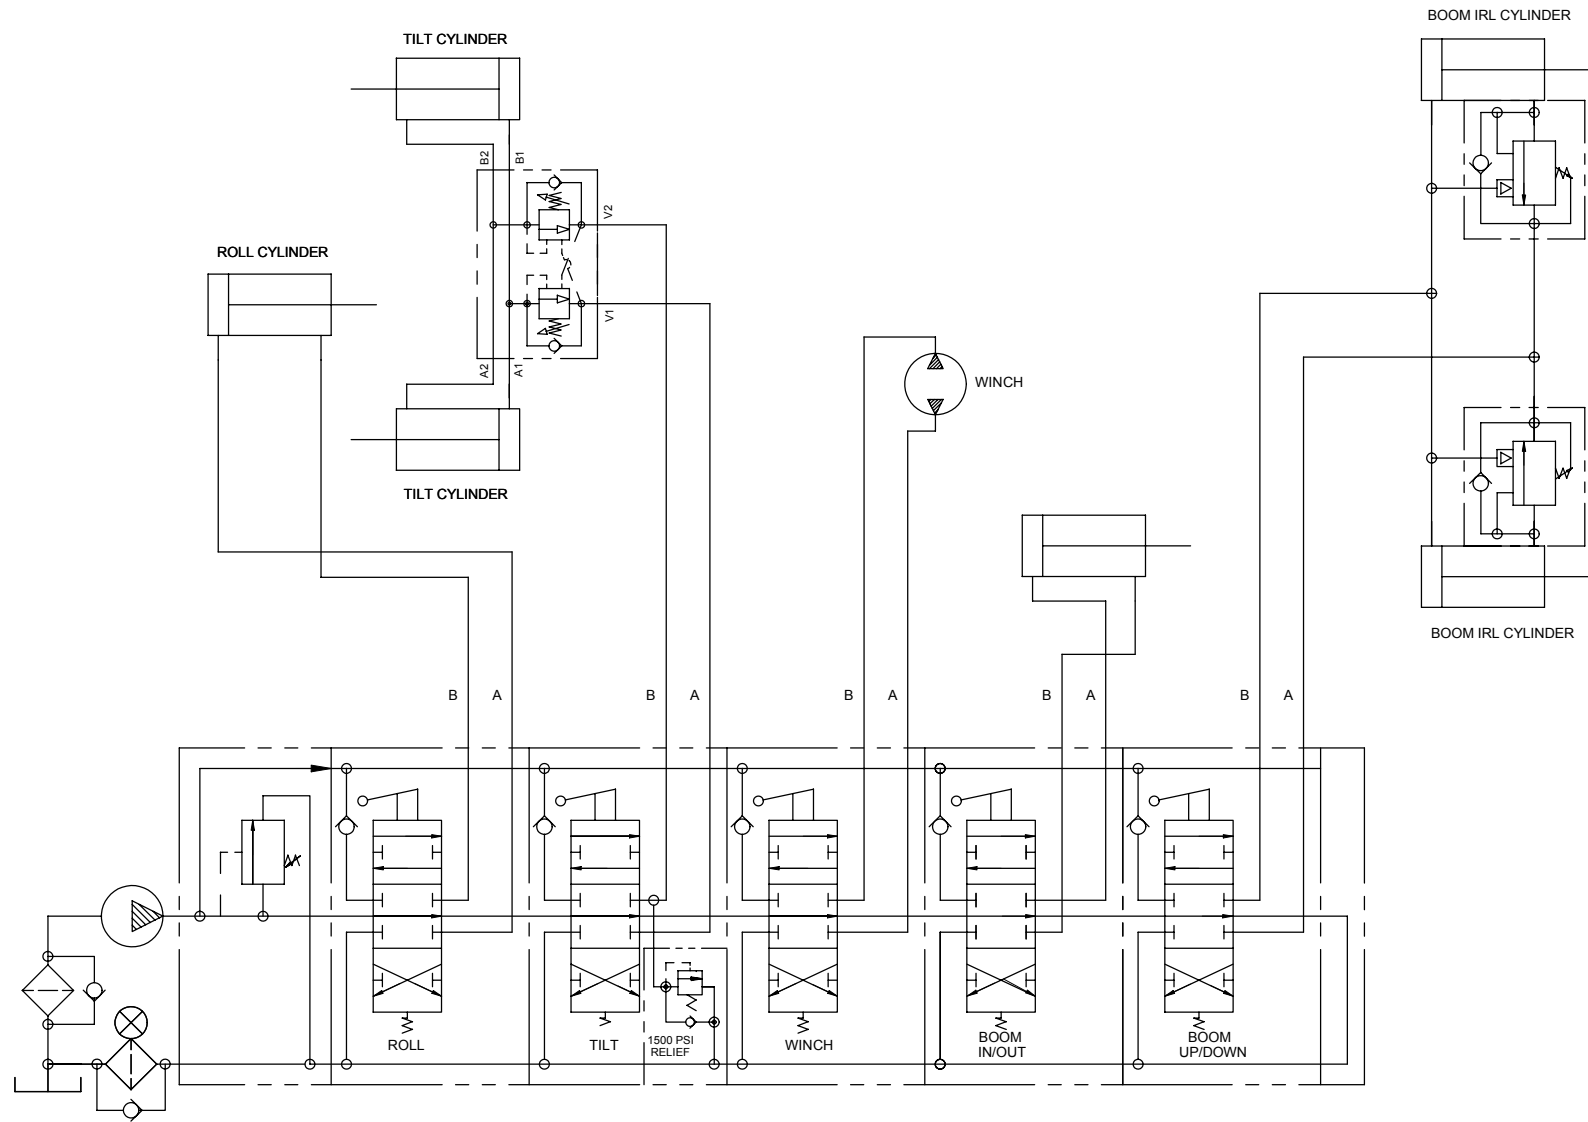 BOOM IRL CYLINDER
TILT CYLINDER
B2
B1
V2
ROLL CYLINDER
V1
A2
A1
WINCH
TILT CYLINDER
BOOM IRL CYLINDER
B
A
B
A
B
A
B
A
B
A
ROLL
TILT
1500 PSI
RELIEF
WINCH
BOOM
IN/OUT
BOOM
UP/DOWN